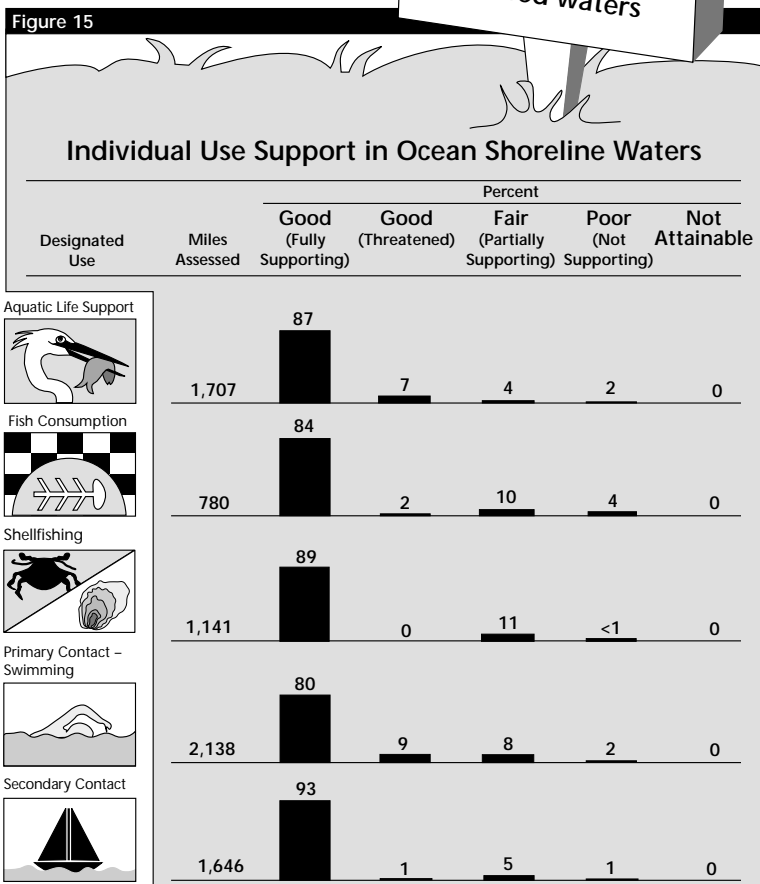 Waters
Figure 15
Individual Use Support in Ocean Shoreline Waters
Percent
Designated Use
Miles Assessed
Good (Fully Supporting)
Good (Threatened)
Fair (Partially Supporting)
Poor (Not Supporting)
Not Attainable
Aquatic Life Support
1,707 87 7 4 2 0
Fish Consumption
780 84 2 10 4 0
Shellfishing
1,141 89 0 11 <1 0
Primary Contact –
Swimming
2,138 80 9 8 2 0
Secondary Contact
1,646 93 1 5 1 0